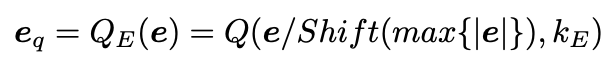 e_q = Q_E(e) = Q(e/Shift(max{|e|}), k_E)